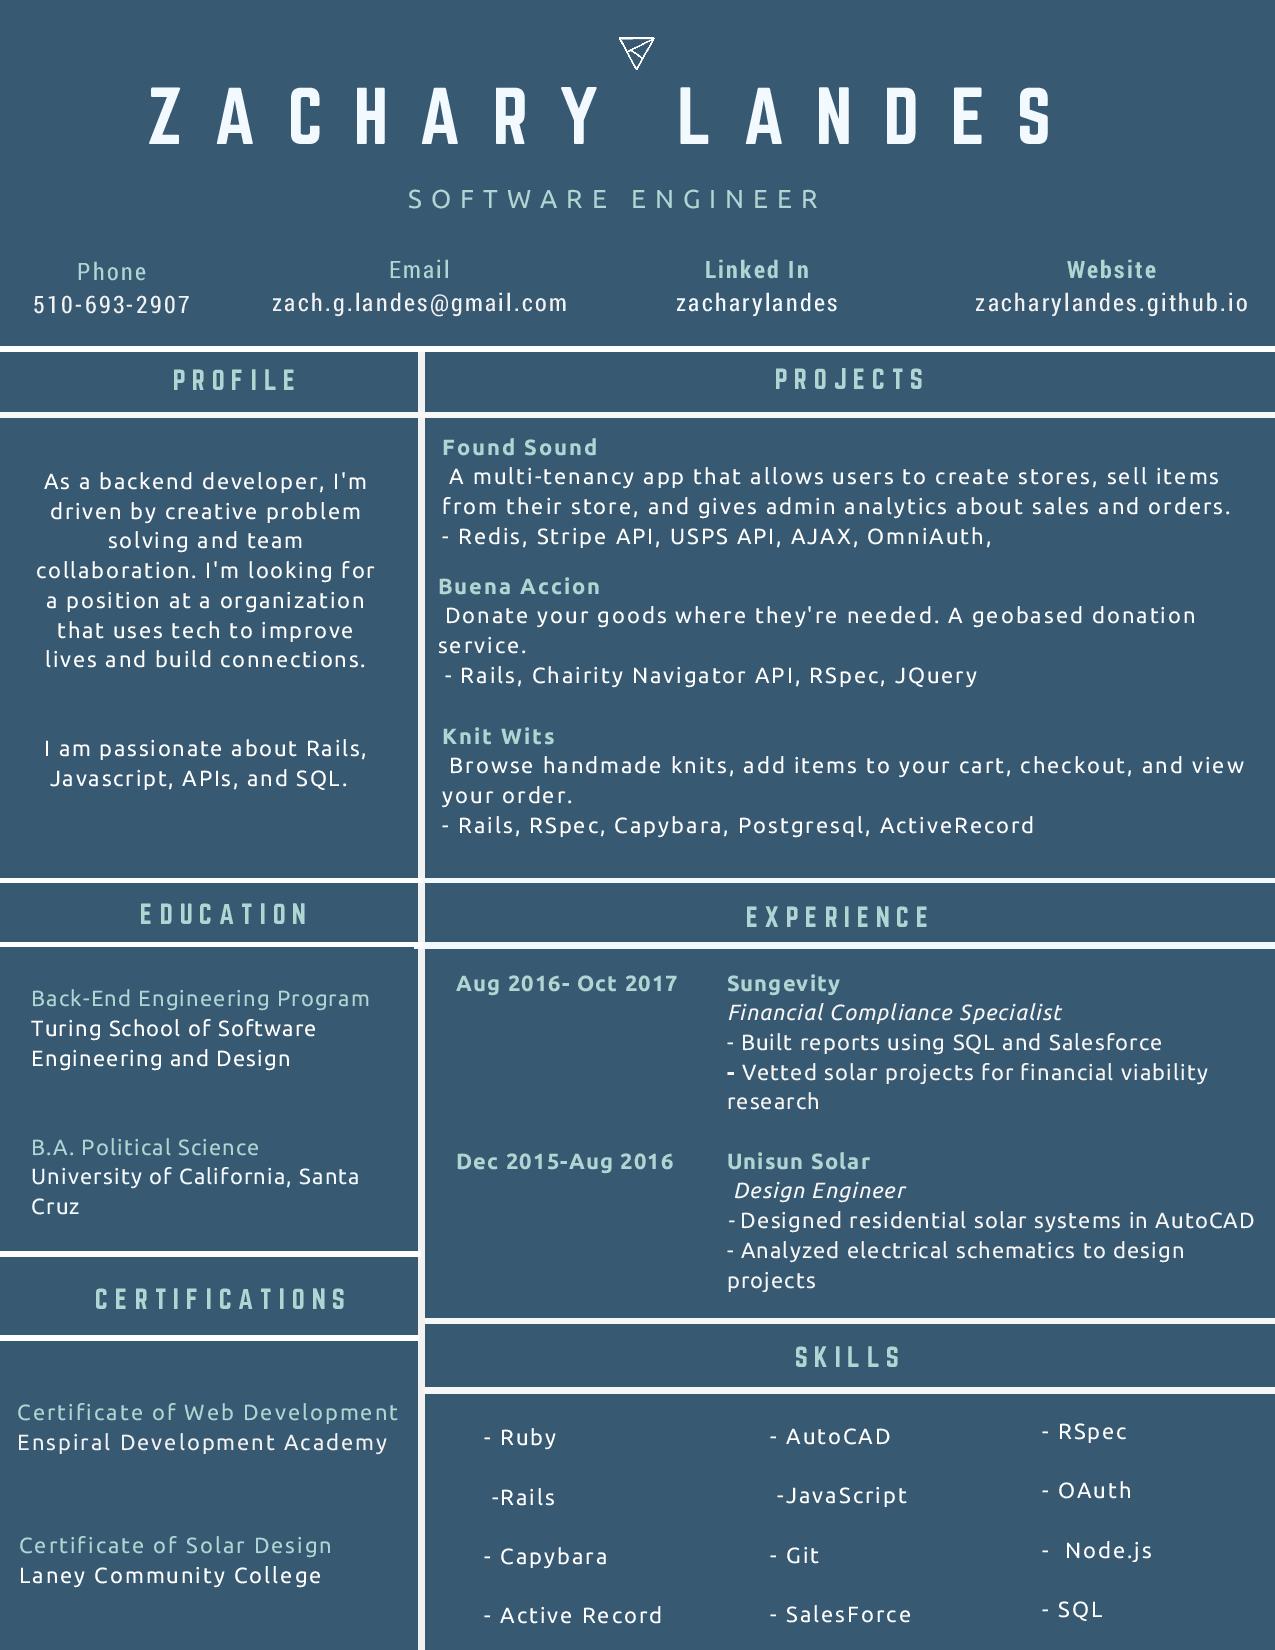 ZACHARY LANDES
SOFTWARE ENGINEER
Phone
510-693-2907
Email
zach.g.landes@gmail.com
Linked In
zacharylandes
Website
zacharylandes.github.io
PROFILE
As a backend developer, I'm
driven by creative problem
solving and team
collaboration. I'm looking for
a position at a organization
that uses tech to improve
lives and build connections.
I am passionate about Rails,
Javascript, APIs, and SQL.
PROJECTS
Found Sound
A multi-tenancy app that allows users to create stores, sell items
from their store, and gives admin analytics about sales and orders.
- Redis, Stripe API, USPS API, AJAX, OmniAuth,
Buena Accion
Donate your goods where they're needed. A geobased donation
service.
- Rails, Chairity Navigator API, RSpec, JQuery
Knit Wits
Browse handmade knits, add items to your cart, checkout, and view
your order.
- Rails, RSpec, Capybara, Postgresql, ActiveRecord
EDUCATION
Back-End Engineering Program
Turing School of Software
Engineering and Design
B.A. Political Science
University of California, Santa
Cruz
EXPERIENCE
Aug 2016- Oct 2017
Sungevity
Financial Compliance Specialist
- Built reports using SQL and Salesforce
- Vetted solar projects for financial viability
research
Dec 2015-Aug 2016
Unisun Solar
Design Engineer
- Designed residential solar systems in AutoCAD
- Analyzed electrical schematics to design
projects
CERTIFICATIONS
Certificate of Web Development
Enspiral Development Academy
Certificate of Solar Design
Laney Community College
SKILLS
- Ruby
-Rails
- Capybara
- Active Record
- AutoCAD
-JavaScript
- Git
- SalesForce
- RSpec
- OAuth
- Node.js
- SQL